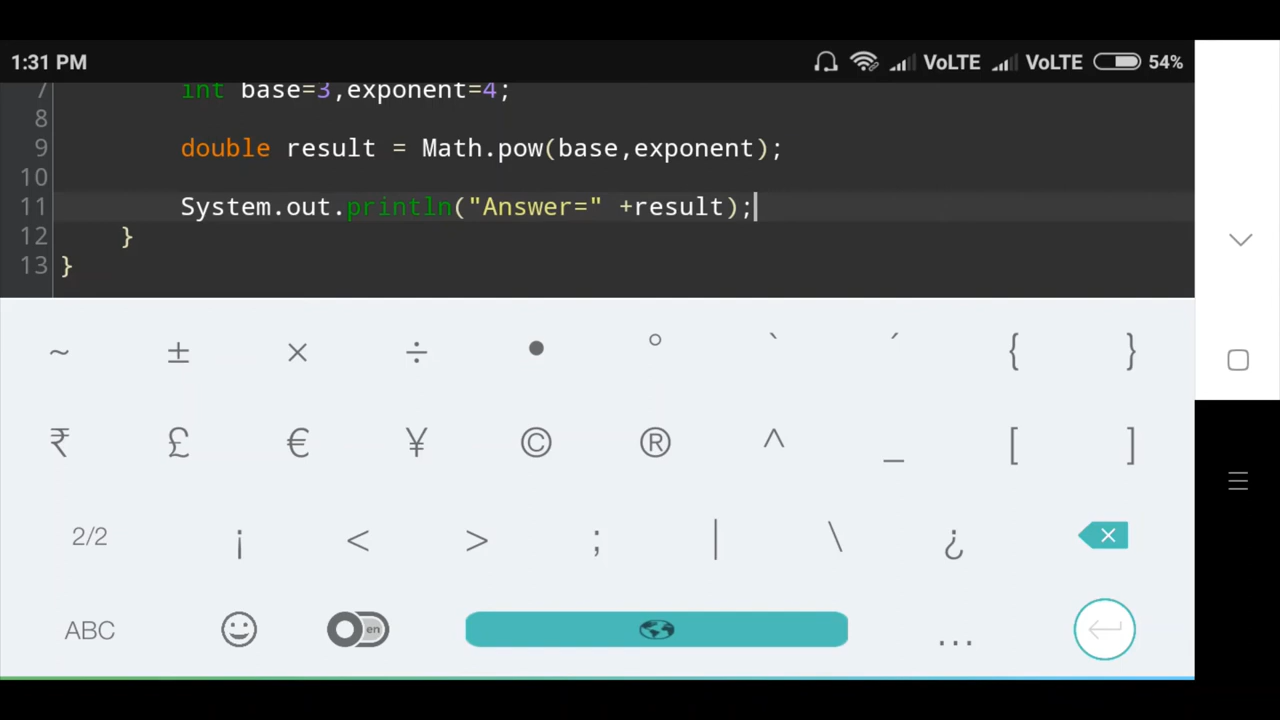 1:31 PM VoLTE VoLTE 54%
7 int base=3,exponent=4;
8
9 double result = Math.pow(base,exponent);
10
11 System.out.println("Answer=" +result);
12 }
13 }
~ ± × ÷ • ° ` ´ { }
₹ £ € ¥ © ® ^ _ [ ]
2/2 ¡ < > ; | \ ¿
ABC en ...